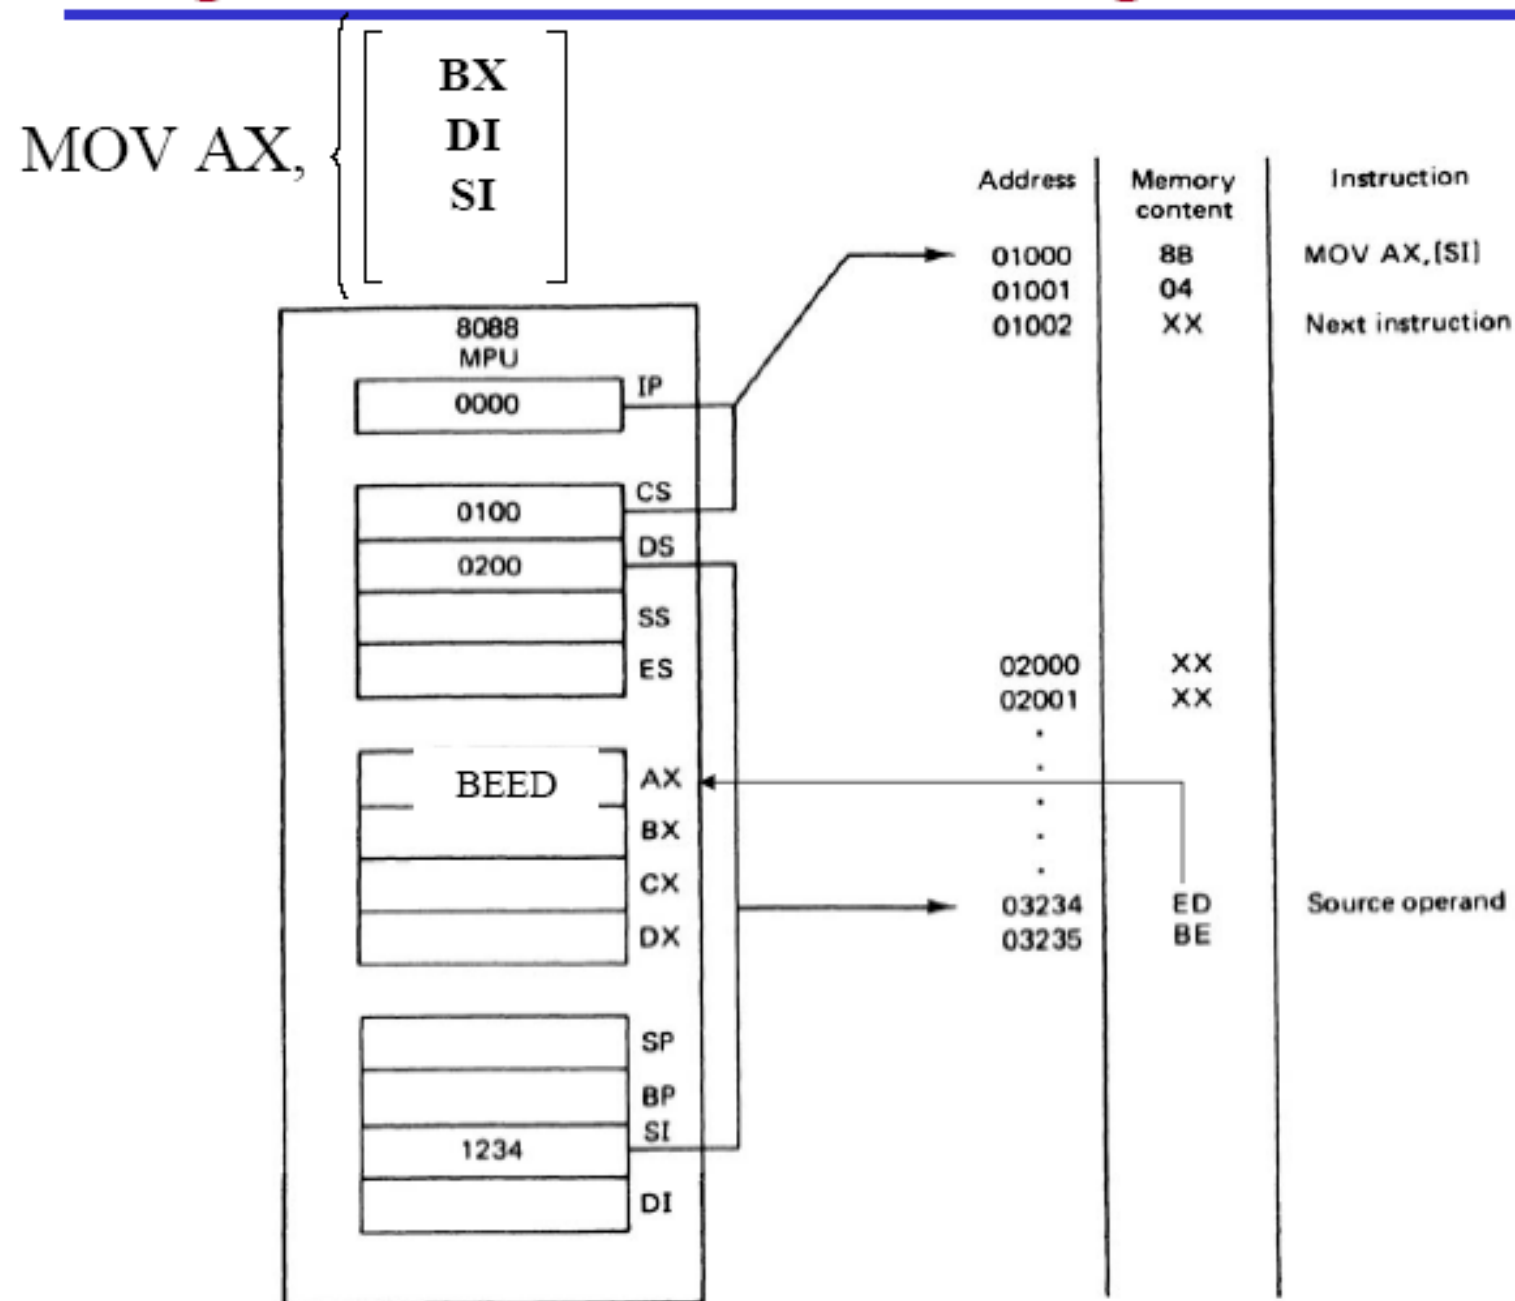 MOV AX,
BX
DI
SI
8088
MPU
IP
0000
CS
0100
DS
0200
SS
ES
AX
BEED
BX
CX
DX
SP
BP
SI
1234
DI
Address Memory content Instruction
01000 8B MOV AX,[SI]
01001 04
01002 XX Next instruction
02000 XX
02001 XX
03234 ED Source operand
03235 BE